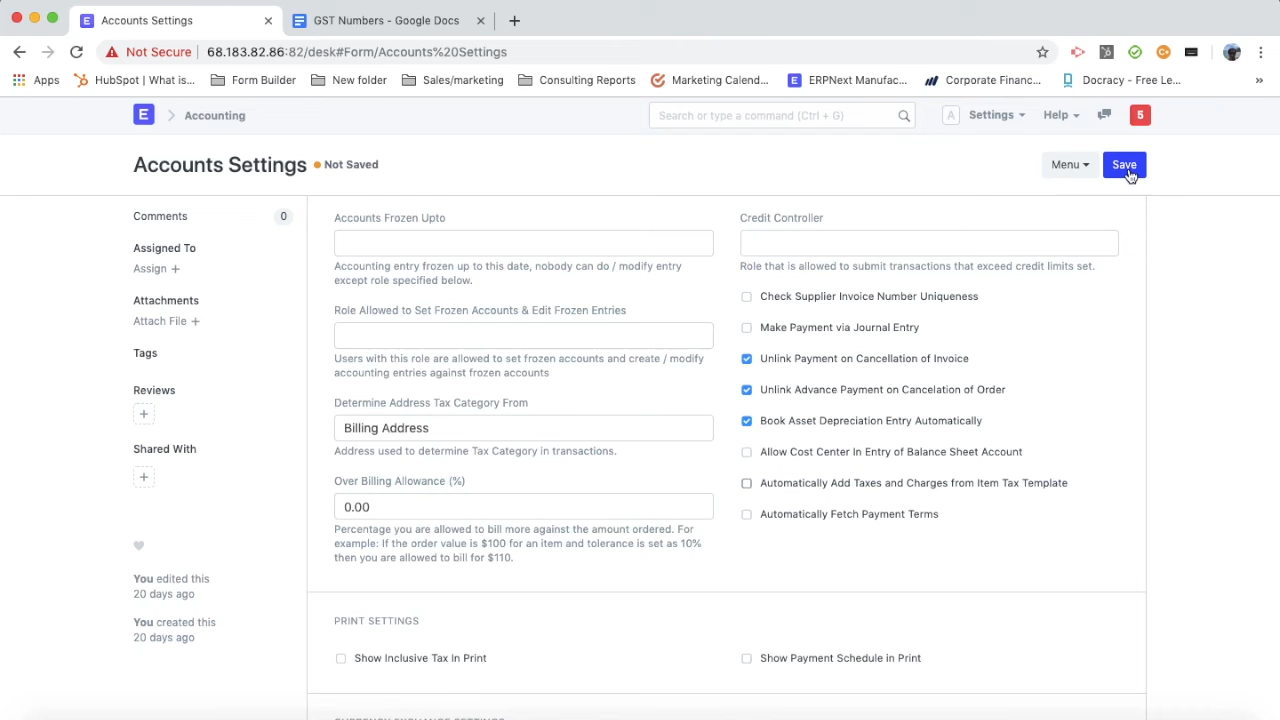 E Accounts Settings
GST Numbers - Google Docs
Not Secure 68.183.82.86:82/desk#Form/Accounts%20Settings
Apps HubSpot | What is... Form Builder New folder Sales/marketing Consulting Reports Marketing Calend... E ERPNext Manufac... Corporate Financ... Docracy - Free Le... »
E Accounting Search or type a command (Ctrl + G) A Settings Help 5
Accounts Settings Not Saved Menu Save
Comments 0
Assigned To
Assign +
Attachments
Attach File +
Tags
Reviews
+
Shared With
+
You edited this
20 days ago
You created this
20 days ago
Accounts Frozen Upto
Accounting entry frozen up to this date, nobody can do / modify entry
except role specified below.
Role Allowed to Set Frozen Accounts & Edit Frozen Entries
Users with this role are allowed to set frozen accounts and create / modify
accounting entries against frozen accounts
Determine Address Tax Category From
Billing Address
Address used to determine Tax Category in transactions.
Over Billing Allowance (%)
0.00
Percentage you are allowed to bill more against the amount ordered. For
example: If the order value is $100 for an item and tolerance is set as 10%
then you are allowed to bill for $110.
Credit Controller
Role that is allowed to submit transactions that exceed credit limits set.
Check Supplier Invoice Number Uniqueness
Make Payment via Journal Entry
Unlink Payment on Cancellation of Invoice
Unlink Advance Payment on Cancelation of Order
Book Asset Depreciation Entry Automatically
Allow Cost Center In Entry of Balance Sheet Account
Automatically Add Taxes and Charges from Item Tax Template
Automatically Fetch Payment Terms
PRINT SETTINGS
Show Inclusive Tax In Print
Show Payment Schedule in Print
CURRENCY EXCHANGE SETTINGS